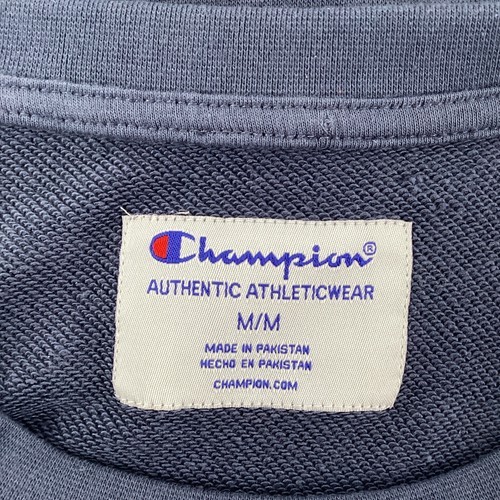 Champion®
AUTHENTIC ATHLETICWEAR
M/M
MADE IN PAKISTAN
HECHO EN PAKISTAN
CHAMPION.COM